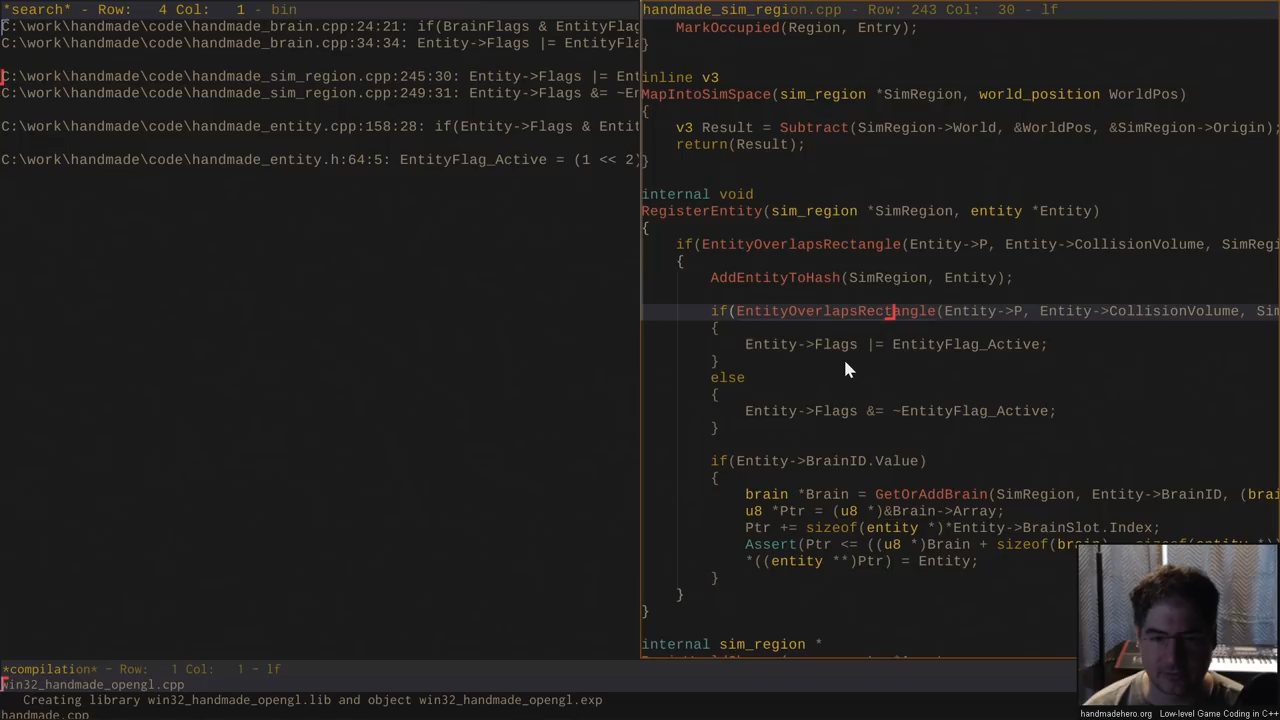 *search* - Row:   4 Col:   1 - bin
C:\work\handmade\code\handmade_brain.cpp:24:21: if(BrainFlags & EntityFlag
C:\work\handmade\code\handmade_brain.cpp:34:34: Entity->Flags |= EntityFla
C:\work\handmade\code\handmade_sim_region.cpp:245:30: Entity->Flags |= Ent
C:\work\handmade\code\handmade_sim_region.cpp:249:31: Entity->Flags &= ~En
C:\work\handmade\code\handmade_entity.cpp:158:28: if(Entity->Flags & Entit
C:\work\handmade\code\handmade_entity.h:64:5: EntityFlag_Active = (1 << 2)
handmade_sim_region.cpp - Row: 243 Col:  30 - lf
MarkOccupied(Region, Entry);
}
inline v3
MapIntoSimSpace(sim_region *SimRegion, world_position WorldPos)
{
v3 Result = Subtract(SimRegion->World, &WorldPos, &SimRegion->Origin);
return(Result);
}
internal void
RegisterEntity(sim_region *SimRegion, entity *Entity)
{
if(EntityOverlapsRectangle(Entity->P, Entity->CollisionVolume, SimReg
{
AddEntityToHash(SimRegion, Entity);
if(EntityOverlapsRectangle(Entity->P, Entity->CollisionVolume, Sim
{
Entity->Flags |= EntityFlag_Active;
}
else
{
Entity->Flags &= ~EntityFlag_Active;
}
if(Entity->BrainID.Value)
{
brain *Brain = GetOrAddBrain(SimRegion, Entity->BrainID, (brai
u8 *Ptr = (u8 *)&Brain->Array;
Ptr += sizeof(entity *)*Entity->BrainSlot.Index;
Assert(Ptr <= ((u8 *)Brain + sizeof(brain) - sizeof(entity *)
*((entity **)Ptr) = Entity;
}
}
}
internal sim_region *
*compilation* - Row:   1 Col:   1 - lf
win32_handmade_opengl.cpp
Creating library win32_handmade_opengl.lib and object win32_handmade_opengl.exp
handmade.cpp
handmadehero.org  Low-level Game Coding in C++